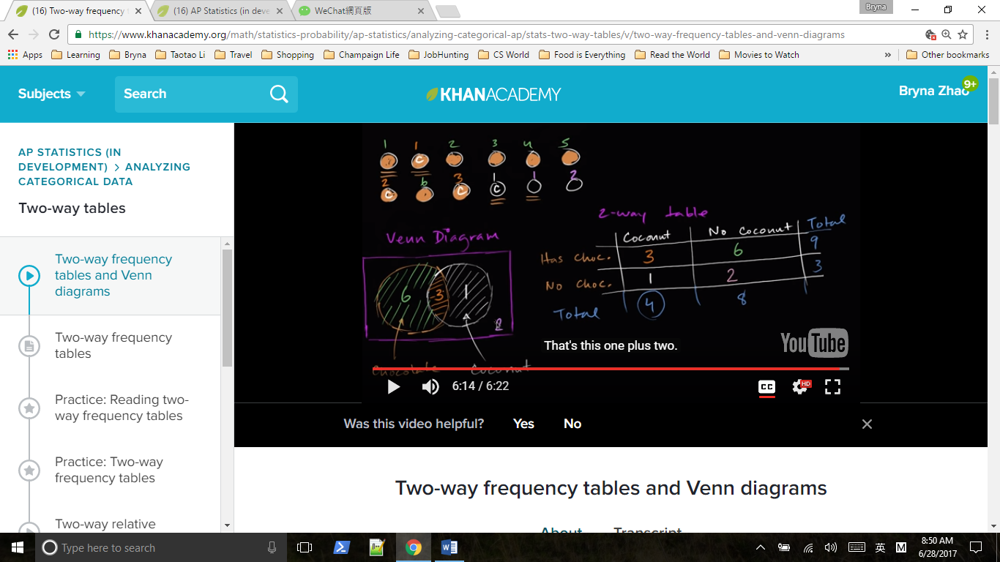 (16) Two-way frequency t
(16) AP Statistics (in deve
WeChat網頁版
Bryna
https://www.khanacademy.org/math/statistics-probability/ap-statistics/analyzing-categorical-ap/stats-two-way-tables/v/two-way-frequency-tables-and-venn-diagrams
Apps Learning Bryna Taotao Li Travel Shopping Champaign Life JobHunting CS World Food is Everything Read the World Movies to Watch » Other bookmarks
Subjects
Search
KHANACADEMY
Bryna Zhao
9+
AP STATISTICS (IN
DEVELOPMENT) > ANALYZING
CATEGORICAL DATA
Two-way tables
Two-way frequency
tables and Venn
diagrams
Two-way frequency
tables
Practice: Reading two-
way frequency tables
Practice: Two-way
frequency tables
Two-way relative
1 1 2 3 4 5
C
2 6 3 1 1 2
C C C
Venn Diagram
6 3 1
2
Chocolate Coconut
2-way table
Coconut No Coconut Total
Has Choc. 3 6 9
No Choc. 1 2 3
Total 4 8
That's this one plus two.
YouTube
6:14 / 6:22
CC
HD
Was this video helpful? Yes No
Two-way frequency tables and Venn diagrams
About Transcript
Type here to search
英
M
8:50 AM
6/28/2017